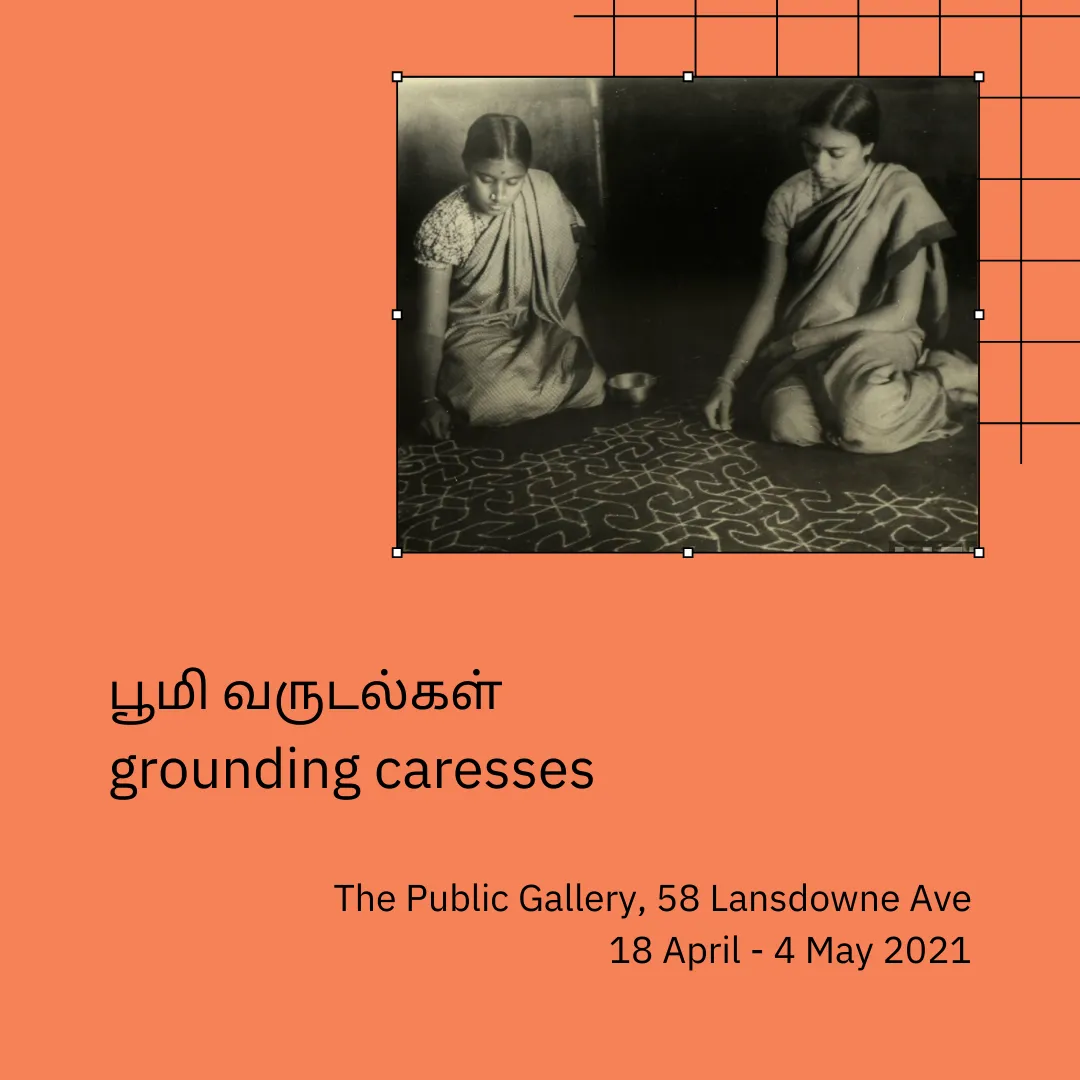 பூமி வருடல்கள்
grounding caresses
The Public Gallery, 58 Lansdowne Ave
18 April - 4 May 2021